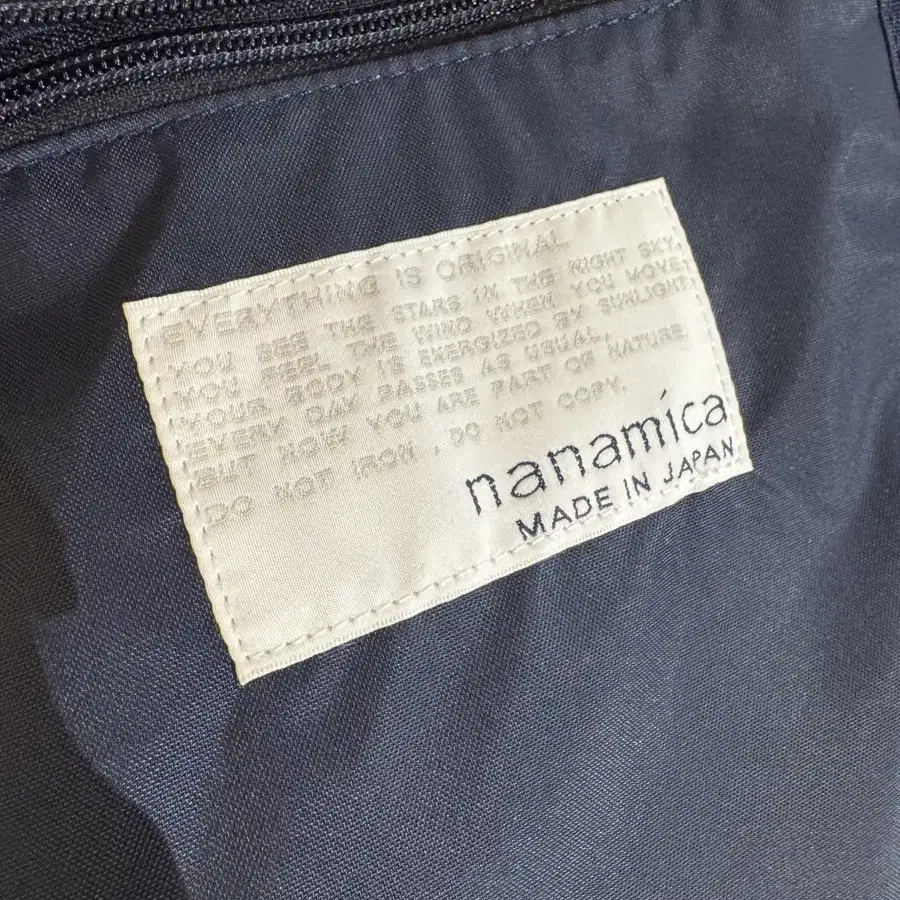 EVERYTHING IS ORIGINAL
YOU SEE THE STARS IN THE NIGHT SKY,
YOU FEEL THE WIND WHEN YOU MOVE,
YOUR BODY IS ENERGIZED BY SUNLIGHT,
EVERY DAY PASSES AS USUAL,
BUT NOW YOU ARE PART OF NATURE,
DO NOT IRON , DO NOT COPY,
nanamíca
MADE IN JAPAN